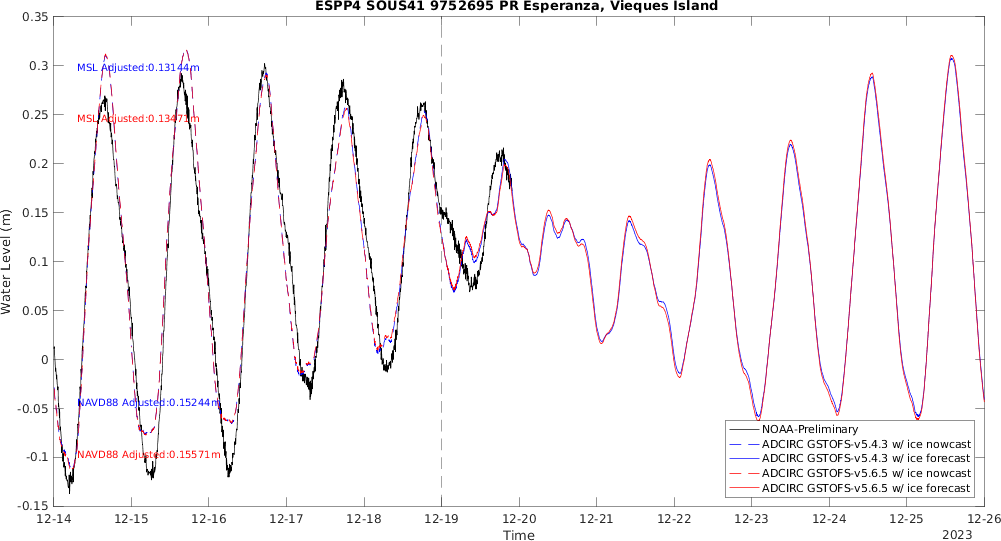 ESPP4 SOUS41 9752695 PR Esperanza, Vieques Island
0.35
0.3
0.25
0.2
0.15
0.1
0.05
0
-0.05
-0.1
-0.15
Water Level (m)
MSL Adjusted:0.13144m
MSL Adjusted:0.13471m
NAVD88 Adjusted:0.15244m
NAVD88 Adjusted:0.15571m
NOAA-Preliminary
ADCIRC GSTOFS-v5.4.3 w/ ice nowcast
ADCIRC GSTOFS-v5.4.3 w/ ice forecast
ADCIRC GSTOFS-v5.6.5 w/ ice nowcast
ADCIRC GSTOFS-v5.6.5 w/ ice forecast
12-14 12-15 12-16 12-17 12-18 12-19 12-20 12-21 12-22 12-23 12-24 12-25 12-26
Time
2023